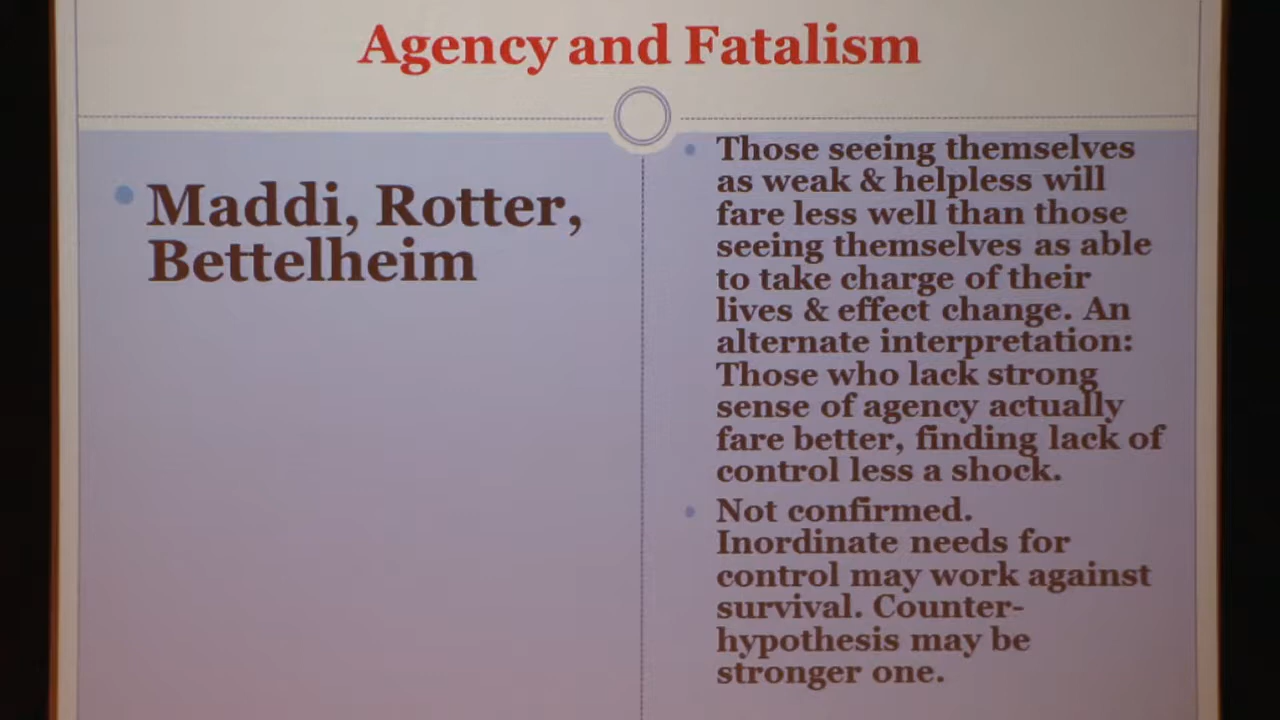 Agency and Fatalism
Maddi, Rotter,
Bettelheim
Those seeing themselves
as weak & helpless will
fare less well than those
seeing themselves as able
to take charge of their
lives & effect change. An
alternate interpretation:
Those who lack strong
sense of agency actually
fare better, finding lack of
control less a shock.
Not confirmed.
Inordinate needs for
control may work against
survival. Counter-
hypothesis may be
stronger one.